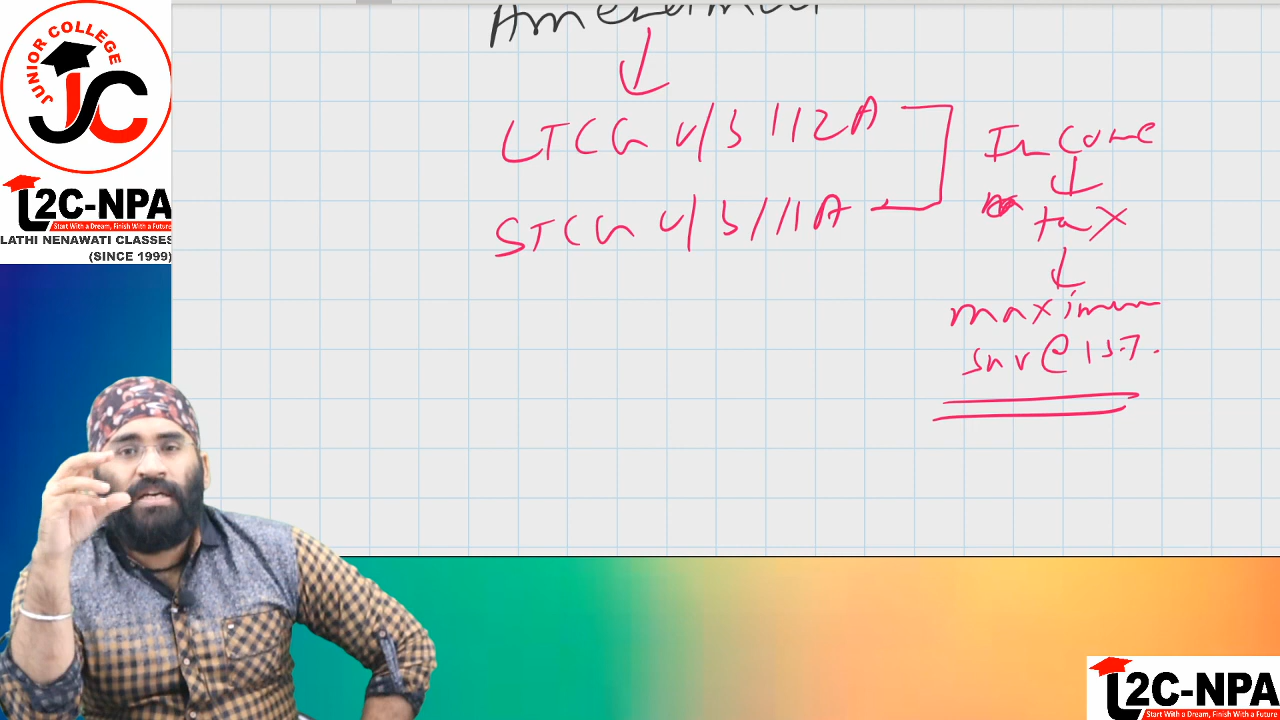 JUNIOR COLLEGE
JC
L2C-NPA
Start With a Dream, Finish With a Future
LATHI NENAWATI CLASSES
(SINCE 1999)
Amendment
LTCG u/s 112A
STCG u/s 111A
Income
tax
maximum
sur @ 15%.
L2C-NPA
Start With a Dream, Finish With a Future